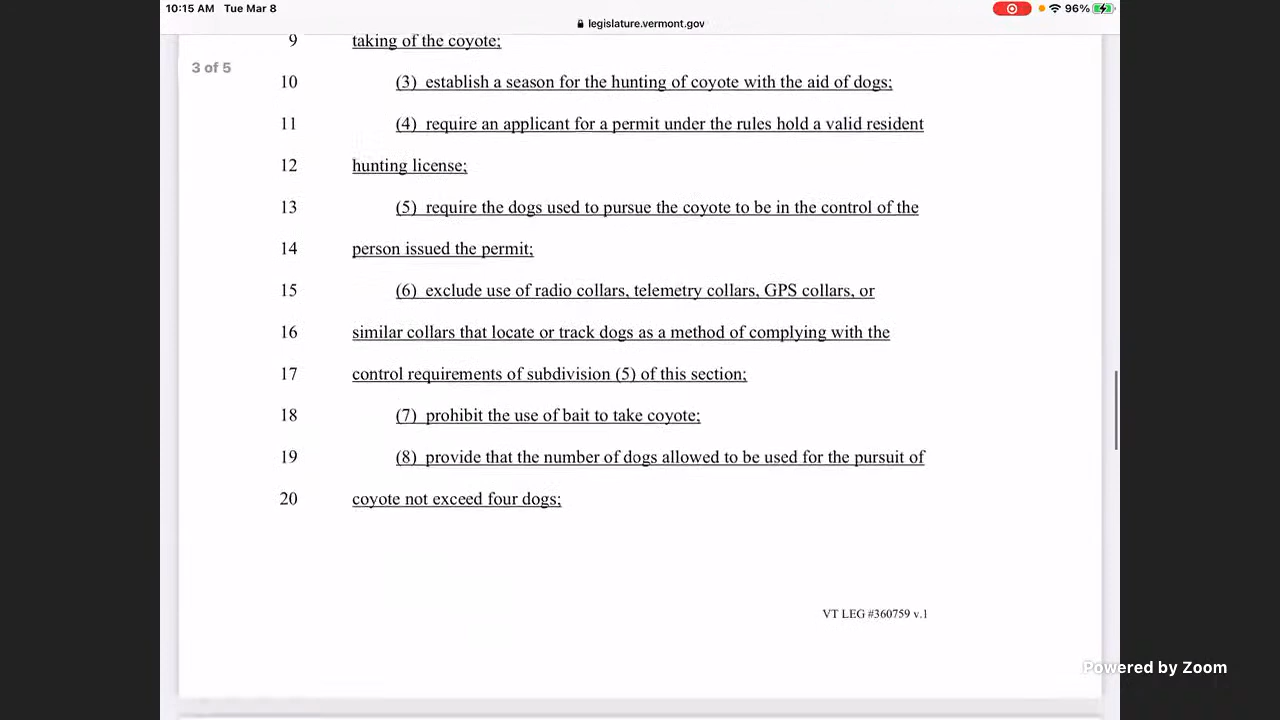 10:15 AM Tue Mar 8
96%
legislature.vermont.gov
3 of 5
9 taking of the coyote;
10 (3) establish a season for the hunting of coyote with the aid of dogs;
11 (4) require an applicant for a permit under the rules hold a valid resident
12 hunting license;
13 (5) require the dogs used to pursue the coyote to be in the control of the
14 person issued the permit;
15 (6) exclude use of radio collars, telemetry collars, GPS collars, or
16 similar collars that locate or track dogs as a method of complying with the
17 control requirements of subdivision (5) of this section;
18 (7) prohibit the use of bait to take coyote;
19 (8) provide that the number of dogs allowed to be used for the pursuit of
20 coyote not exceed four dogs;
VT LEG #360759 v.1
Powered by Zoom